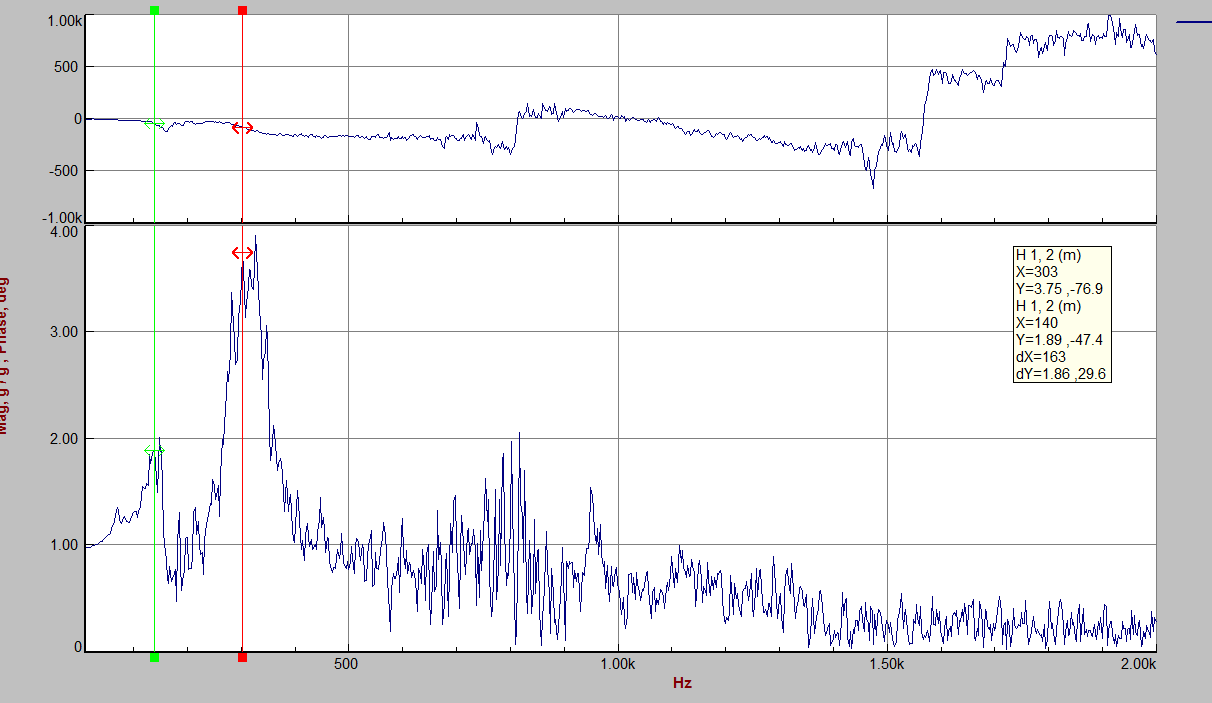 1.00k
500
0
-500
-1.00k
4.00
3.00
2.00
1.00
0
Mag, g / g , Phase, deg
H 1, 2 (m)
X=303
Y=3.75 ,-76.9
H 1, 2 (m)
X=140
Y=1.89 ,-47.4
dX=163
dY=1.86 ,29.6
500
1.00k
1.50k
2.00k
Hz